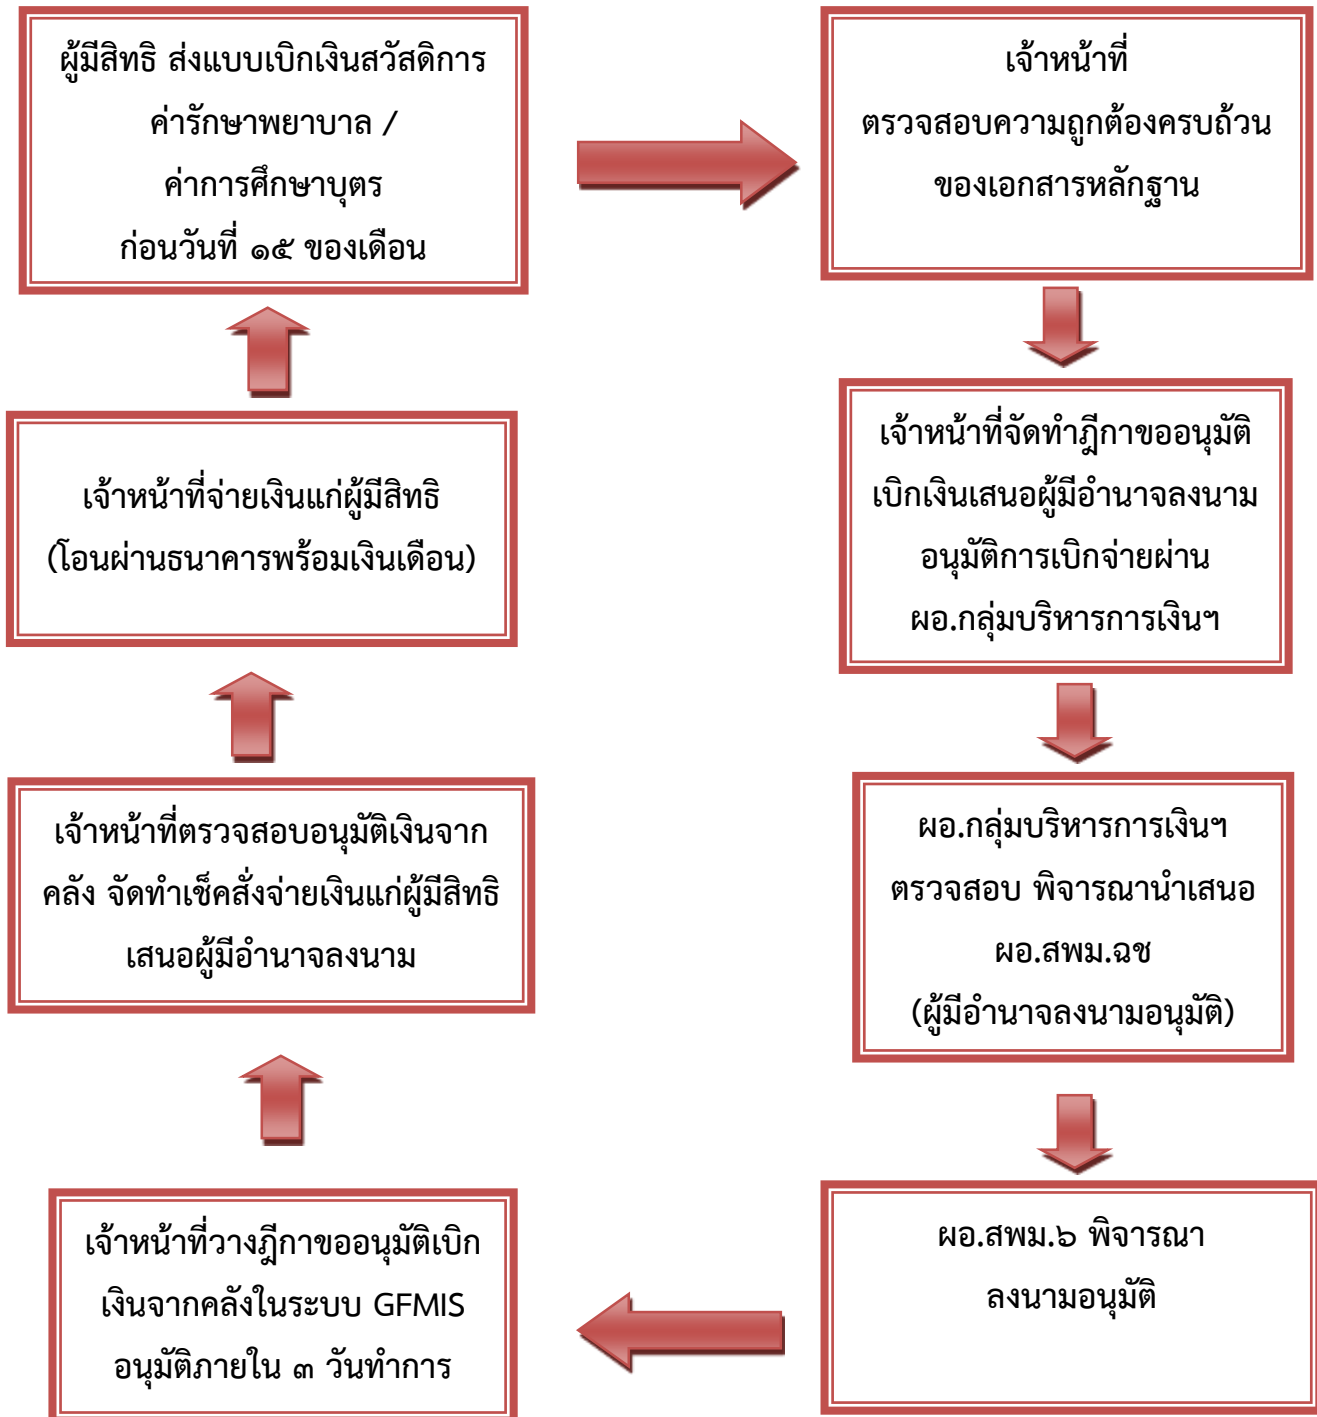 ผู้มีสิทธิ ส่งแบบเบิกเงินสวัสดิการ
ค่ารักษาพยาบาล /
ค่าการศึกษาบุตร
ก่อนวันที่ ๑๕ ของเดือน
เจ้าหน้าที่
ตรวจสอบความถูกต้องครบถ้วน
ของเอกสารหลักฐาน
เจ้าหน้าที่จัดทำฎีกาขออนุมัติ
เบิกเงินเสนอผู้มีอำนาจลงนาม
อนุมัติการเบิกจ่ายผ่าน
ผอ.กลุ่มบริหารการเงินฯ
ผอ.กลุ่มบริหารการเงินฯ
ตรวจสอบ พิจารณานำเสนอ
ผอ.สพม.ฉช
(ผู้มีอำนาจลงนามอนุมัติ)
ผอ.สพม.๖ พิจารณา
ลงนามอนุมัติ
เจ้าหน้าที่วางฎีกาขออนุมัติเบิก
เงินจากคลังในระบบ GFMIS
อนุมัติภายใน ๓ วันทำการ
เจ้าหน้าที่ตรวจสอบอนุมัติเงินจาก
คลัง จัดทำเช็คสั่งจ่ายเงินแก่ผู้มีสิทธิ
เสนอผู้มีอำนาจลงนาม
เจ้าหน้าที่จ่ายเงินแก่ผู้มีสิทธิ
(โอนผ่านธนาคารพร้อมเงินเดือน)